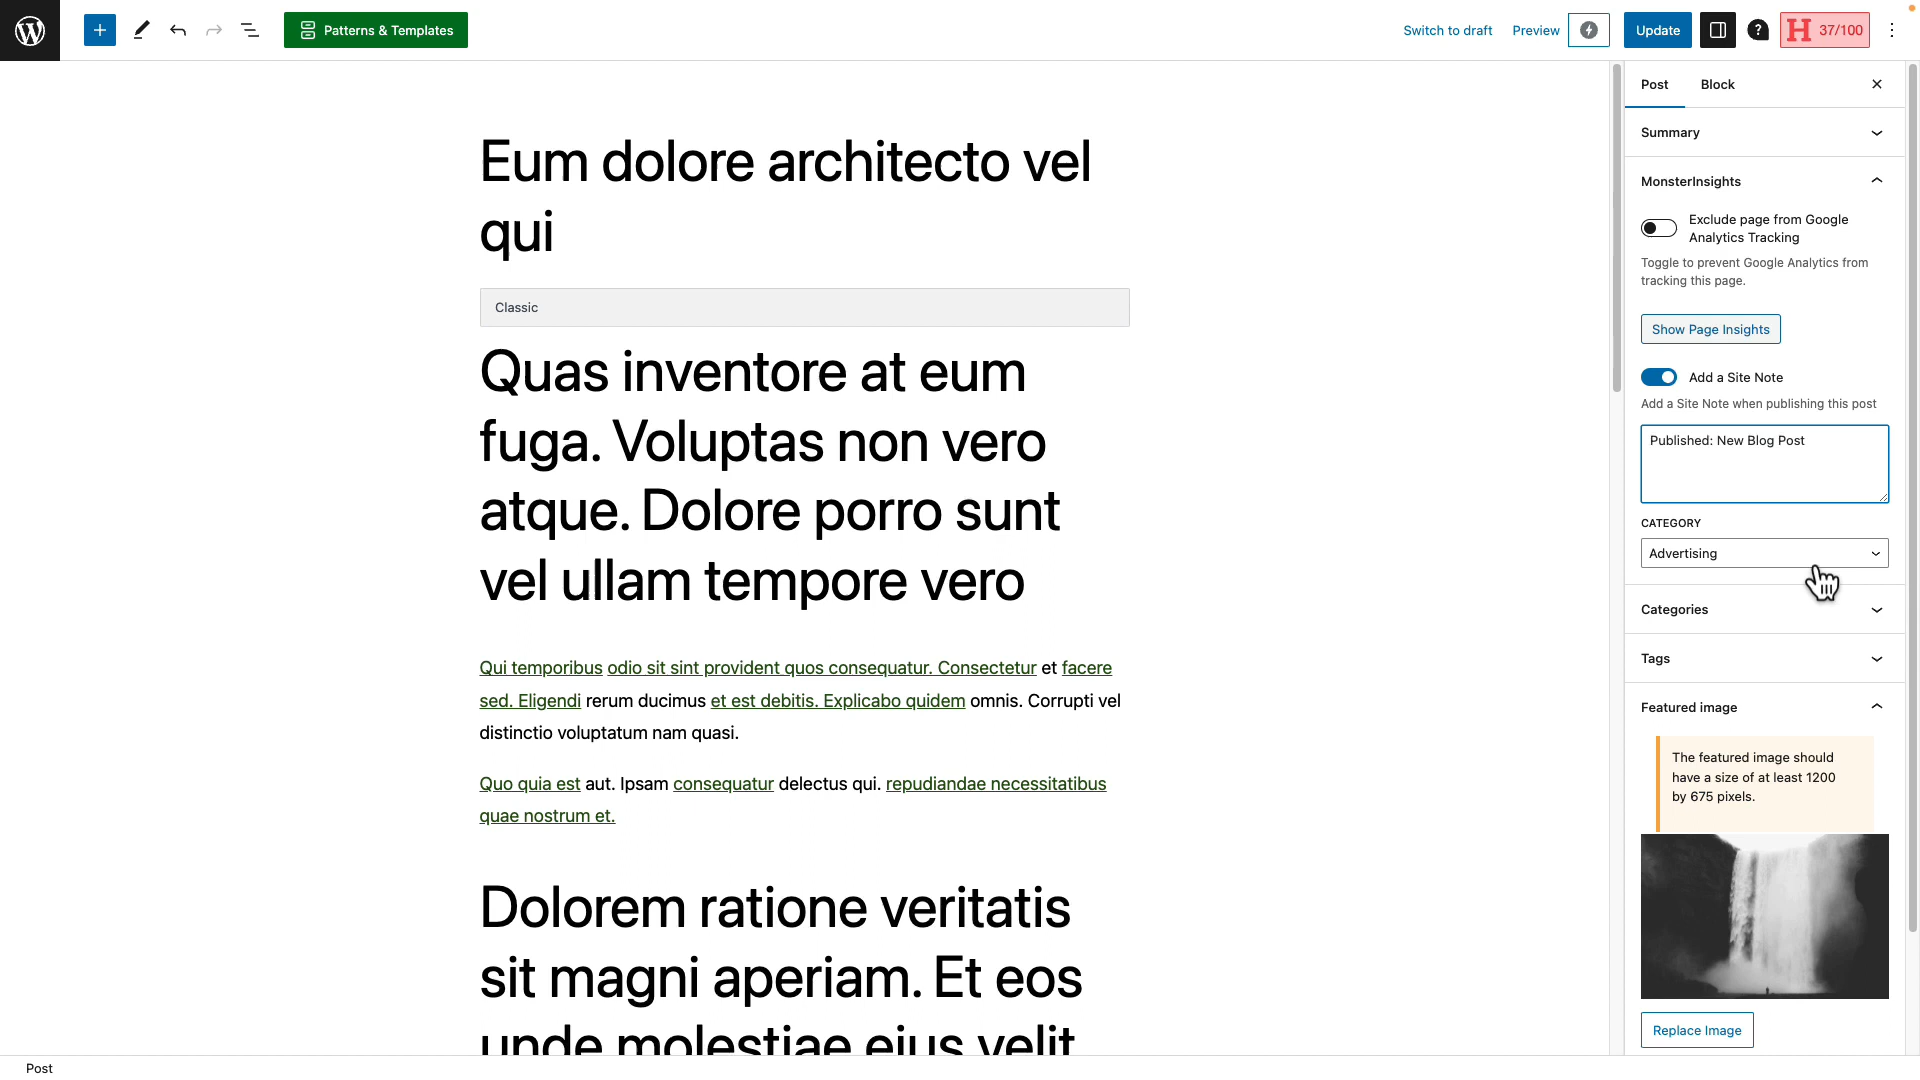 Patterns & Templates
Switch to draft
Preview
Update
37/100
Post
Block
Summary
MonsterInsights
Exclude page from Google
Analytics Tracking
Toggle to prevent Google Analytics from
tracking this page.
Show Page Insights
Add a Site Note
Add a Site Note when publishing this post
Published: New Blog Post
CATEGORY
Advertising
Categories
Tags
Featured image
The featured image should
have a size of at least 1200
by 675 pixels.
Replace Image
Eum dolore architecto vel
qui
Classic
Quas inventore at eum
fuga. Voluptas non vero
atque. Dolore porro sunt
vel ullam tempore vero
Qui temporibus odio sit sint provident quos consequatur. Consectetur et facere
sed. Eligendi rerum ducimus et est debitis. Explicabo quidem omnis. Corrupti vel
distinctio voluptatum nam quasi.
Quo quia est aut. Ipsam consequatur delectus qui. repudiandae necessitatibus
quae nostrum et.
Dolorem ratione veritatis
sit magni aperiam. Et eos
unde molestiae eius velit
Post